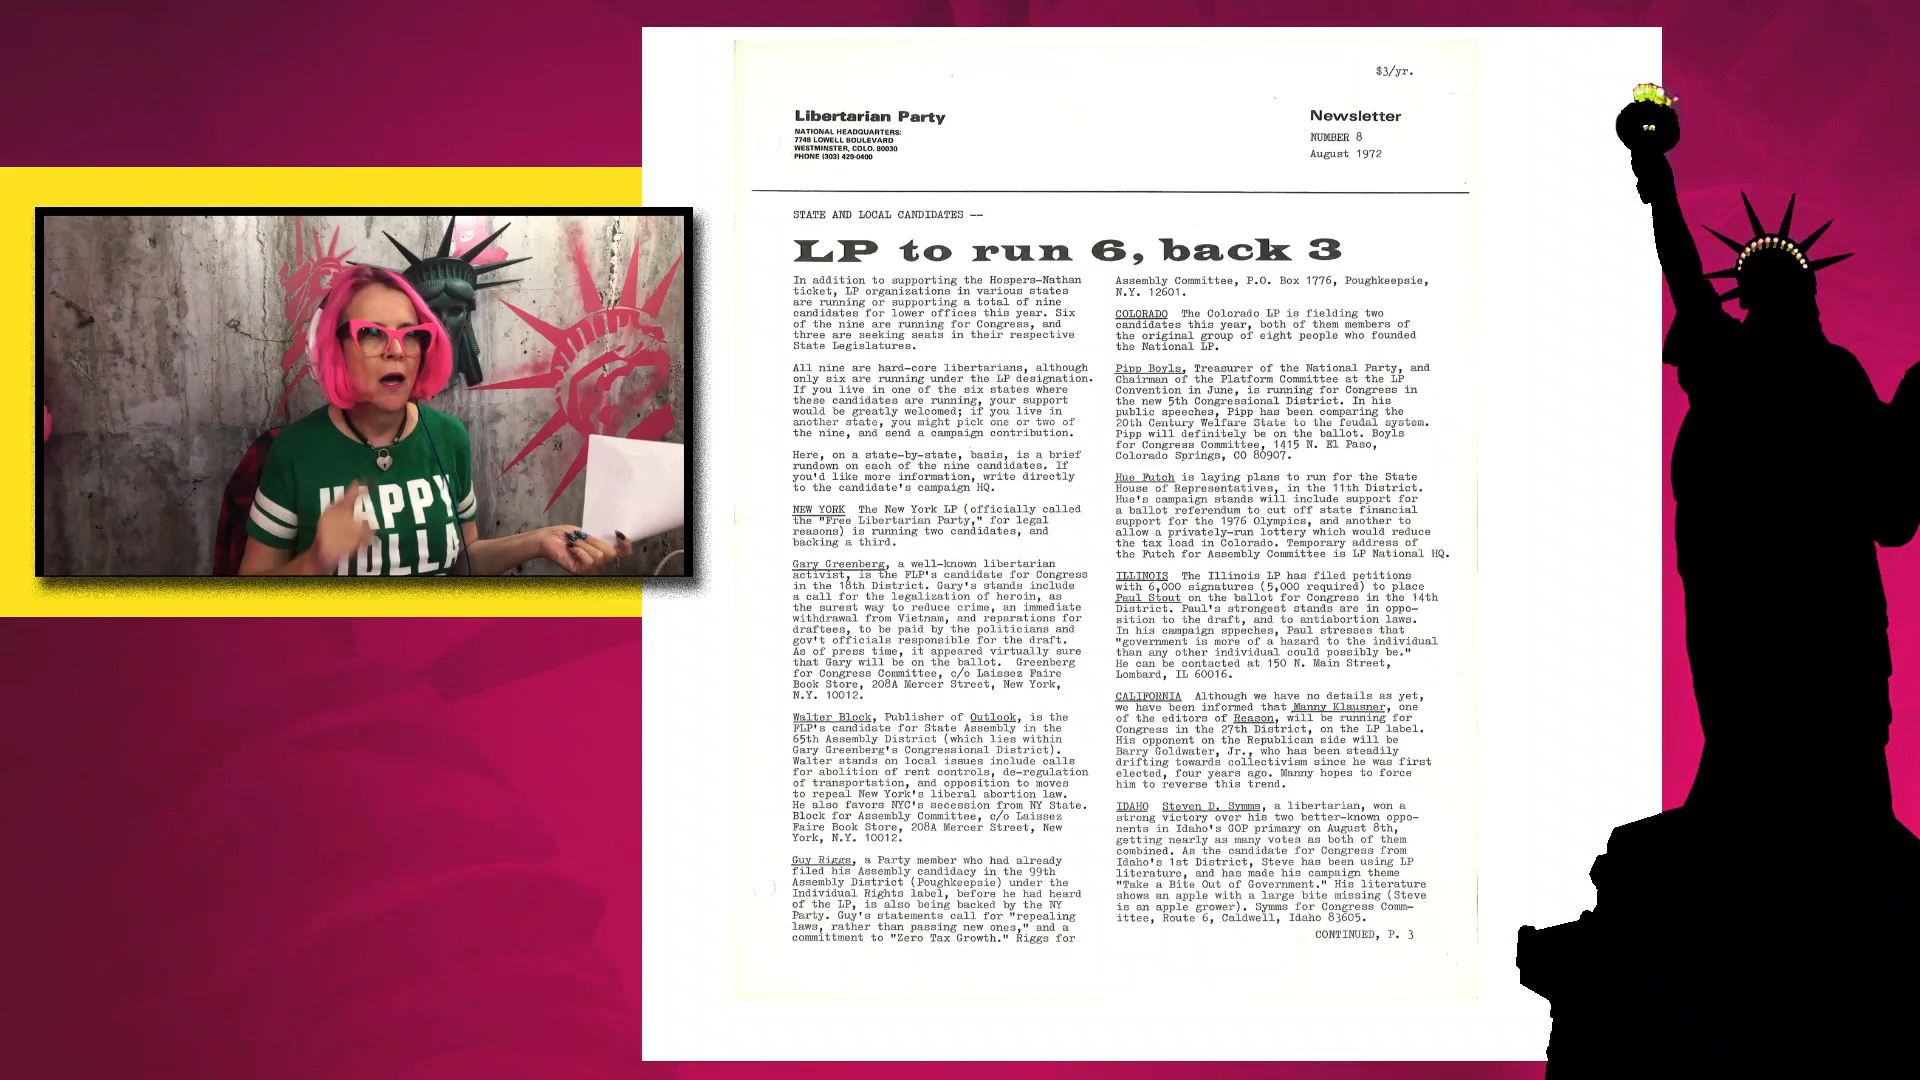 HAPPY
HOLLA
$3/yr.
Libertarian Party
NATIONAL HEADQUARTERS:
7748 LOWELL BOULEVARD
WESTMINSTER, COLO. 80030
PHONE (303) 429-0400
Newsletter
NUMBER 8
August 1972
STATE AND LOCAL CANDIDATES --
LP to run 6, back 3
In addition to supporting the Hospers-Nathan
ticket, LP organizations in various states
are running or supporting a total of nine
candidates for lower offices this year. Six
of the nine are running for Congress, and
three are seeking seats in their respective
State Legislatures.
All nine are hard-core libertarians, although
only six are running under the LP designation.
If you live in one of the six states where
these candidates are running, your support
would be greatly welcomed; if you live in
another state, you might pick one or two of
the nine, and send a campaign contribution.
Here, on a state-by-state, basis, is a brief
rundown on each of the nine candidates. If
you'd like more information, write directly
to the candidate's campaign HQ.
NEW YORK The New York LP (officially called
the "Free Libertarian Party," for legal
reasons) is running two candidates, and
backing a third.
Gary Greenberg, a well-known libertarian
activist, is the FLP's candidate for Congress
in the 18th District. Gary's stands include
a call for the legalization of heroin, as
the surest way to reduce crime, an immediate
withdrawal from Vietnam, and reparations for
draftees, to be paid by the politicians and
gov't officials responsible for the draft.
As of press time, it appeared virtually sure
that Gary will be on the ballot. Greenberg
for Congress Committee, c/o Laissez Faire
Book Store, 208A Mercer Street, New York,
N.Y. 10012.
Walter Block, Publisher of Outlook, is the
FLP's candidate for State Assembly in the
65th Assembly District (which lies within
Gary Greenberg's Congressional District).
Walter stands on local issues include calls
for abolition of rent controls, de-regulation
of transportation, and opposition to moves
to repeal New York's liberal abortion law.
He also favors NYC's secession from NY State.
Block for Assembly Committee, c/o Laissez
Faire Book Store, 208A Mercer Street, New
York, N.Y. 10012.
Guy Riggs, a Party member who had already
filed his Assembly candidacy in the 99th
Assembly District (Poughkeepsie) under the
Individual Rights label, before he had heard
of the LP, is also being backed by the NY
Party. Guy's statements call for "repealing
laws, rather than passing new ones," and a
committment to "Zero Tax Growth." Riggs for
Assembly Committee, P.O. Box 1776, Poughkeepsie,
N.Y. 12601.
COLORADO The Colorado LP is fielding two
candidates this year, both of them members of
the original group of eight people who founded
the National LP.
Pipp Boyls, Treasurer of the National Party, and
Chairman of the Platform Committee at the LP
Convention in June, is running for Congress in
the new 5th Congressional District. In his
public speeches, Pipp has been comparing the
20th Century Welfare State to the feudal system.
Pipp will definitely be on the ballot. Boyls
for Congress Committee, 1415 N. El Paso,
Colorado Springs, CO 80907.
Hue Futch is laying plans to run for the State
House of Representatives, in the 11th District.
Hue's campaign stands will include support for
a ballot referendum to cut off state financial
support for the 1976 Olympics, and another to
allow a privately-run lottery which would reduce
the tax load in Colorado. Temporary address of
the Futch for Assembly Committee is LP National HQ.
ILLINOIS The Illinois LP has filed petitions
with 6,000 signatures (5,000 required) to place
Paul Stout on the ballot for Congress in the 14th
District. Paul's strongest stands are in oppo-
sition to the draft, and to antiabortion laws.
In his campaign sppeches, Paul stresses that
"government is more of a hazard to the individual
than any other individual could possibly be."
He can be contacted at 150 N. Main Street,
Lombard, IL 60016.
CALIFORNIA Although we have no details as yet,
we have been informed that Manny Klausner, one
of the editors of Reason, will be running for
Congress in the 27th District, on the LP label.
His opponent on the Republican side will be
Barry Goldwater, Jr., who has been steadily
drifting towards collectivism since he was first
elected, four years ago. Manny hopes to force
him to reverse this trend.
IDAHO Steven D. Symms, a libertarian, won a
strong victory over his two better-known oppo-
nents in Idaho's GOP primary on August 8th,
getting nearly as many votes as both of them
combined. As the candidate for Congress from
Idaho's 1st District, Steve has been using LP
literature, and has made his campaign theme
"Take a Bite Out of Government." His literature
shows an apple with a large bite missing (Steve
is an apple grower). Symms for Congress Comm-
ittee, Route 6, Caldwell, Idaho 83605.
CONTINUED, P. 3